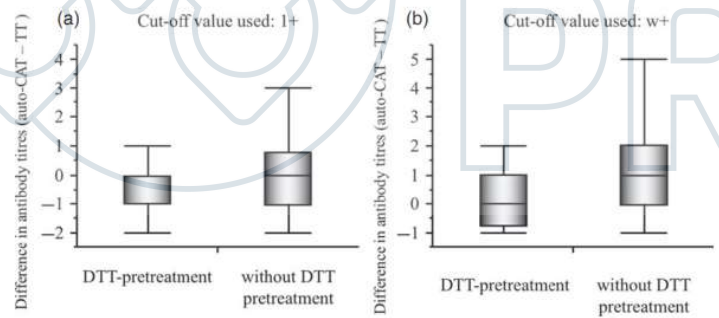 (a) Cut-off value used: 1+
Difference in antibody titres (auto-CAT – TT )
4
3
2
1
0
−1
−2
DTT-pretreatment
without DTT
pretreatment
(b) Cut-off value used: w+
Difference in antibody titres (auto-CAT – TT )
5
4
3
2
1
0
−1
DTT-pretreatment
without DTT
pretreatment
PR